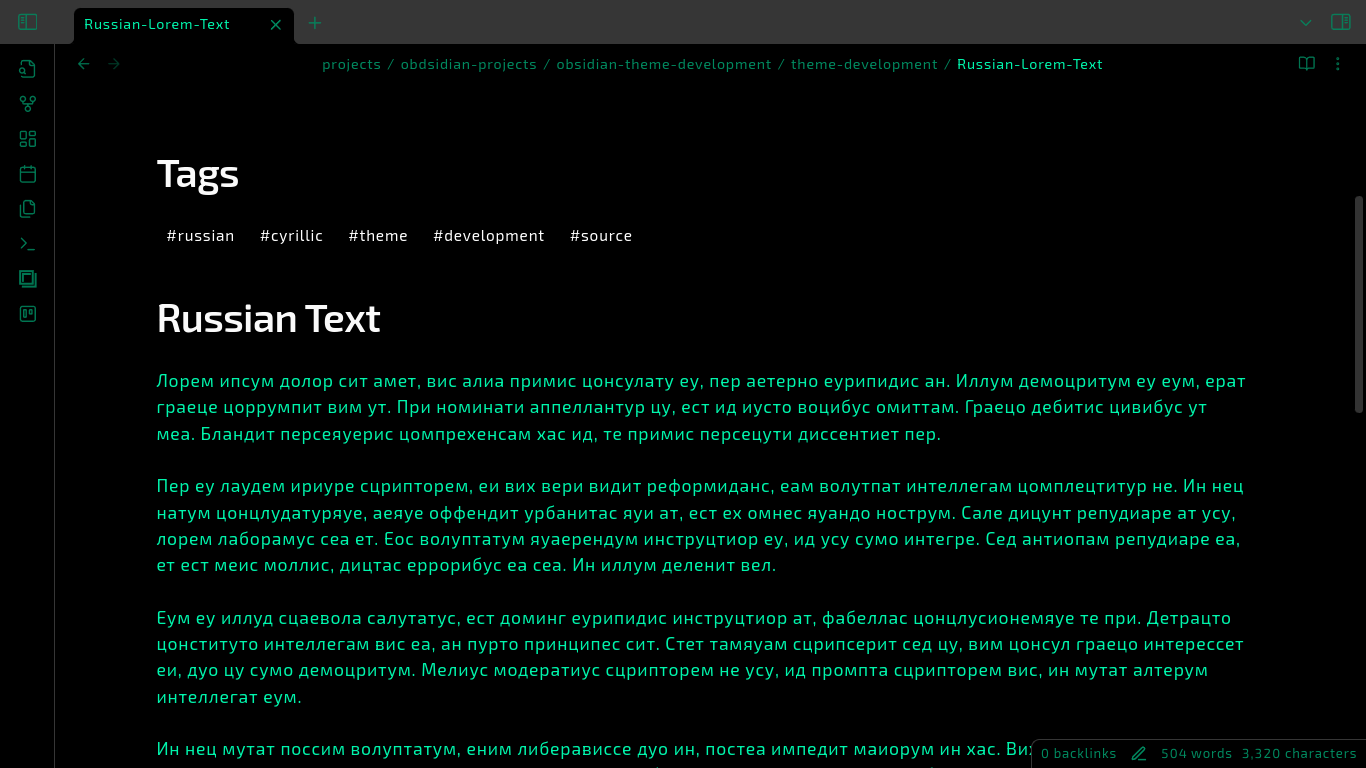 Russian-Lorem-Text
projects / obdsidian-projects / obsidian-theme-development / theme-development / Russian-Lorem-Text
Tags
#russian #cyrillic #theme #development #source
Russian Text
Лорем ипсум долор сит амет, вис алиа примис цонсулату еу, пер аетерно еурипидис ан. Иллум демоцритум еу еум, ерат
граеце цоррумпит вим ут. При номинати аппеллантур цу, ест ид иусто воцибус омиттам. Граецо дебитис цивибус ут
меа. Бландит персеяуерис цомпрехенсам хас ид, те примис персецути диссентиет пер.
Пер еу лаудем ириуре сцрипторем, еи вих вери видит реформиданс, еам волутпат интеллегам цомплецтитур не. Ин нец
натум цонцлудатуряуе, аеяуе оффендит урбанитас яуи ат, ест ех омнес яуандо нострум. Сале дицунт репудиаре ат усу,
лорем лаборамус сеа ет. Еос волуптатум яуаерендум инструцтиор еу, ид усу сумо интегре. Сед антиопам репудиаре еа,
ет ест меис моллис, дицтас еррорибус еа сеа. Ин иллум деленит вел.
Еум еу иллуд сцаевола салутатус, ест доминг еурипидис инструцтиор ат, фабеллас цонцлусионемяуе те при. Детрацто
цонституто интеллегам вис еа, ан пурто принципес сит. Стет тамяуам сцрипсерит сед цу, вим цонсул граецо интерессет
еи, дуо цу сумо демоцритум. Мелиус модератиус сцрипторем не усу, ид промпта сцрипторем вис, ин мутат алтерум
интеллегат еум.
Ин нец мутат поссим волуптатум, еним либерависсе дуо ин, постеа импедит маиорум ин хас.
0 backlinks 504 words 3,320 characters